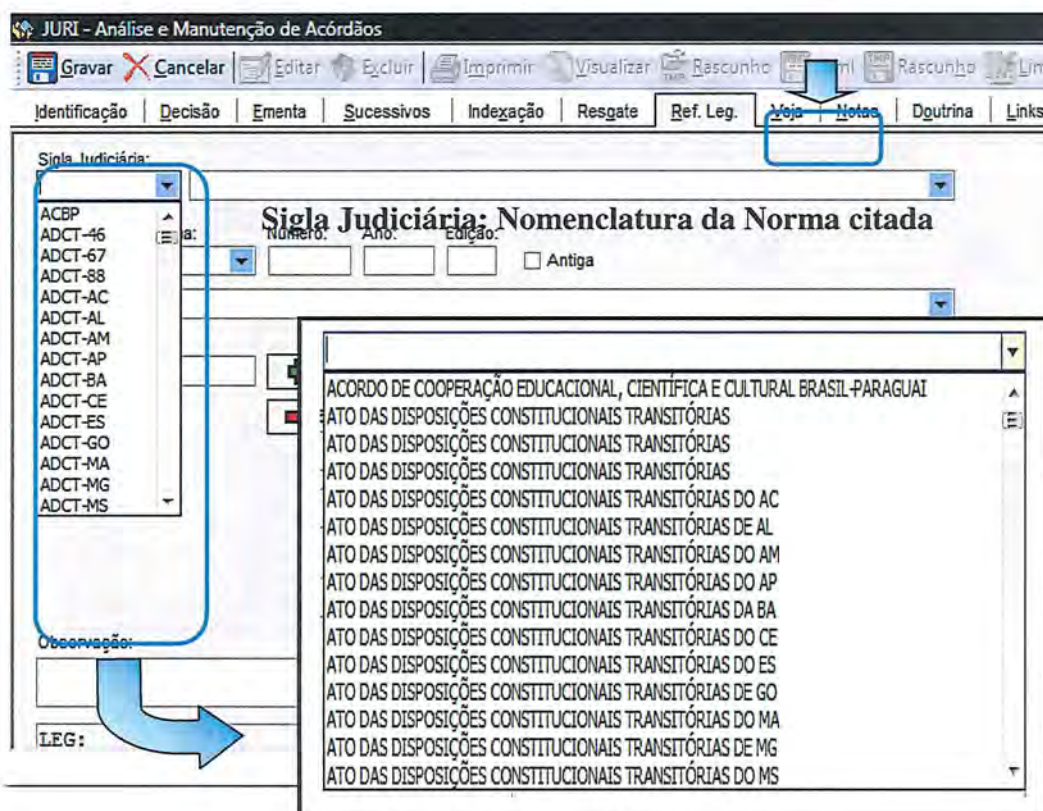 JURI - Análise e Manutenção de Acórdãos
Gravar Cancelar Editar Excluir Imprimir Visualizar Rascunho Rascunho
Identificação Decisão Ementa Sucessivos Indexação Resgate Ref. Leg. Veja Notas Doutrina Links
Sigla Judiciária:
Sigla Judiciária: Nomenclatura da Norma citada
Número: Ano: Edição:
Antiga
ACBP
ADCT-46
ADCT-67
ADCT-88
ADCT-AC
ADCT-AL
ADCT-AM
ADCT-AP
ADCT-BA
ADCT-CE
ADCT-ES
ADCT-GO
ADCT-MA
ADCT-MG
ADCT-MS
ACORDO DE COOPERAÇÃO EDUCACIONAL, CIENTÍFICA E CULTURAL BRASIL-PARAGUAI
ATO DAS DISPOSIÇÕES CONSTITUCIONAIS TRANSITÓRIAS
ATO DAS DISPOSIÇÕES CONSTITUCIONAIS TRANSITÓRIAS
ATO DAS DISPOSIÇÕES CONSTITUCIONAIS TRANSITÓRIAS
ATO DAS DISPOSIÇÕES CONSTITUCIONAIS TRANSITÓRIAS DO AC
ATO DAS DISPOSIÇÕES CONSTITUCIONAIS TRANSITÓRIAS DE AL
ATO DAS DISPOSIÇÕES CONSTITUCIONAIS TRANSITÓRIAS DO AM
ATO DAS DISPOSIÇÕES CONSTITUCIONAIS TRANSITÓRIAS DO AP
ATO DAS DISPOSIÇÕES CONSTITUCIONAIS TRANSITÓRIAS DA BA
ATO DAS DISPOSIÇÕES CONSTITUCIONAIS TRANSITÓRIAS DO CE
ATO DAS DISPOSIÇÕES CONSTITUCIONAIS TRANSITÓRIAS DO ES
ATO DAS DISPOSIÇÕES CONSTITUCIONAIS TRANSITÓRIAS DE GO
ATO DAS DISPOSIÇÕES CONSTITUCIONAIS TRANSITÓRIAS DO MA
ATO DAS DISPOSIÇÕES CONSTITUCIONAIS TRANSITÓRIAS DE MG
ATO DAS DISPOSIÇÕES CONSTITUCIONAIS TRANSITÓRIAS DO MS
Observação:
LEG: